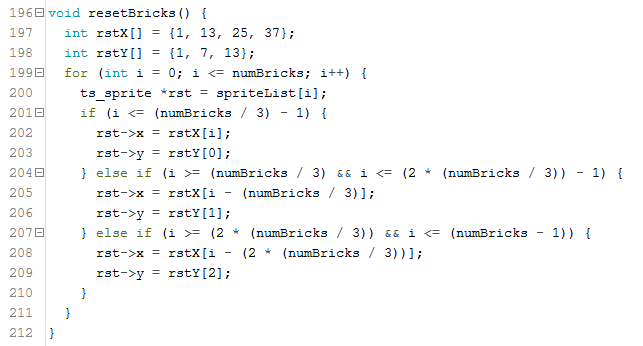 196 void resetBricks() {
197   int rstX[] = {1, 13, 25, 37};
198   int rstY[] = {1, 7, 13};
199   for (int i = 0; i <= numBricks; i++) {
200     ts_sprite *rst = spriteList[i];
201     if (i <= (numBricks / 3) - 1) {
202       rst->x = rstX[i];
203       rst->y = rstY[0];
204     } else if (i >= (numBricks / 3) && i <= (2 * (numBricks / 3)) - 1) {
205       rst->x = rstX[i - (numBricks / 3)];
206       rst->y = rstY[1];
207     } else if (i >= (2 * (numBricks / 3)) && i <= (numBricks - 1)) {
208       rst->x = rstX[i - (2 * (numBricks / 3))];
209       rst->y = rstY[2];
210     }
211   }
212 }